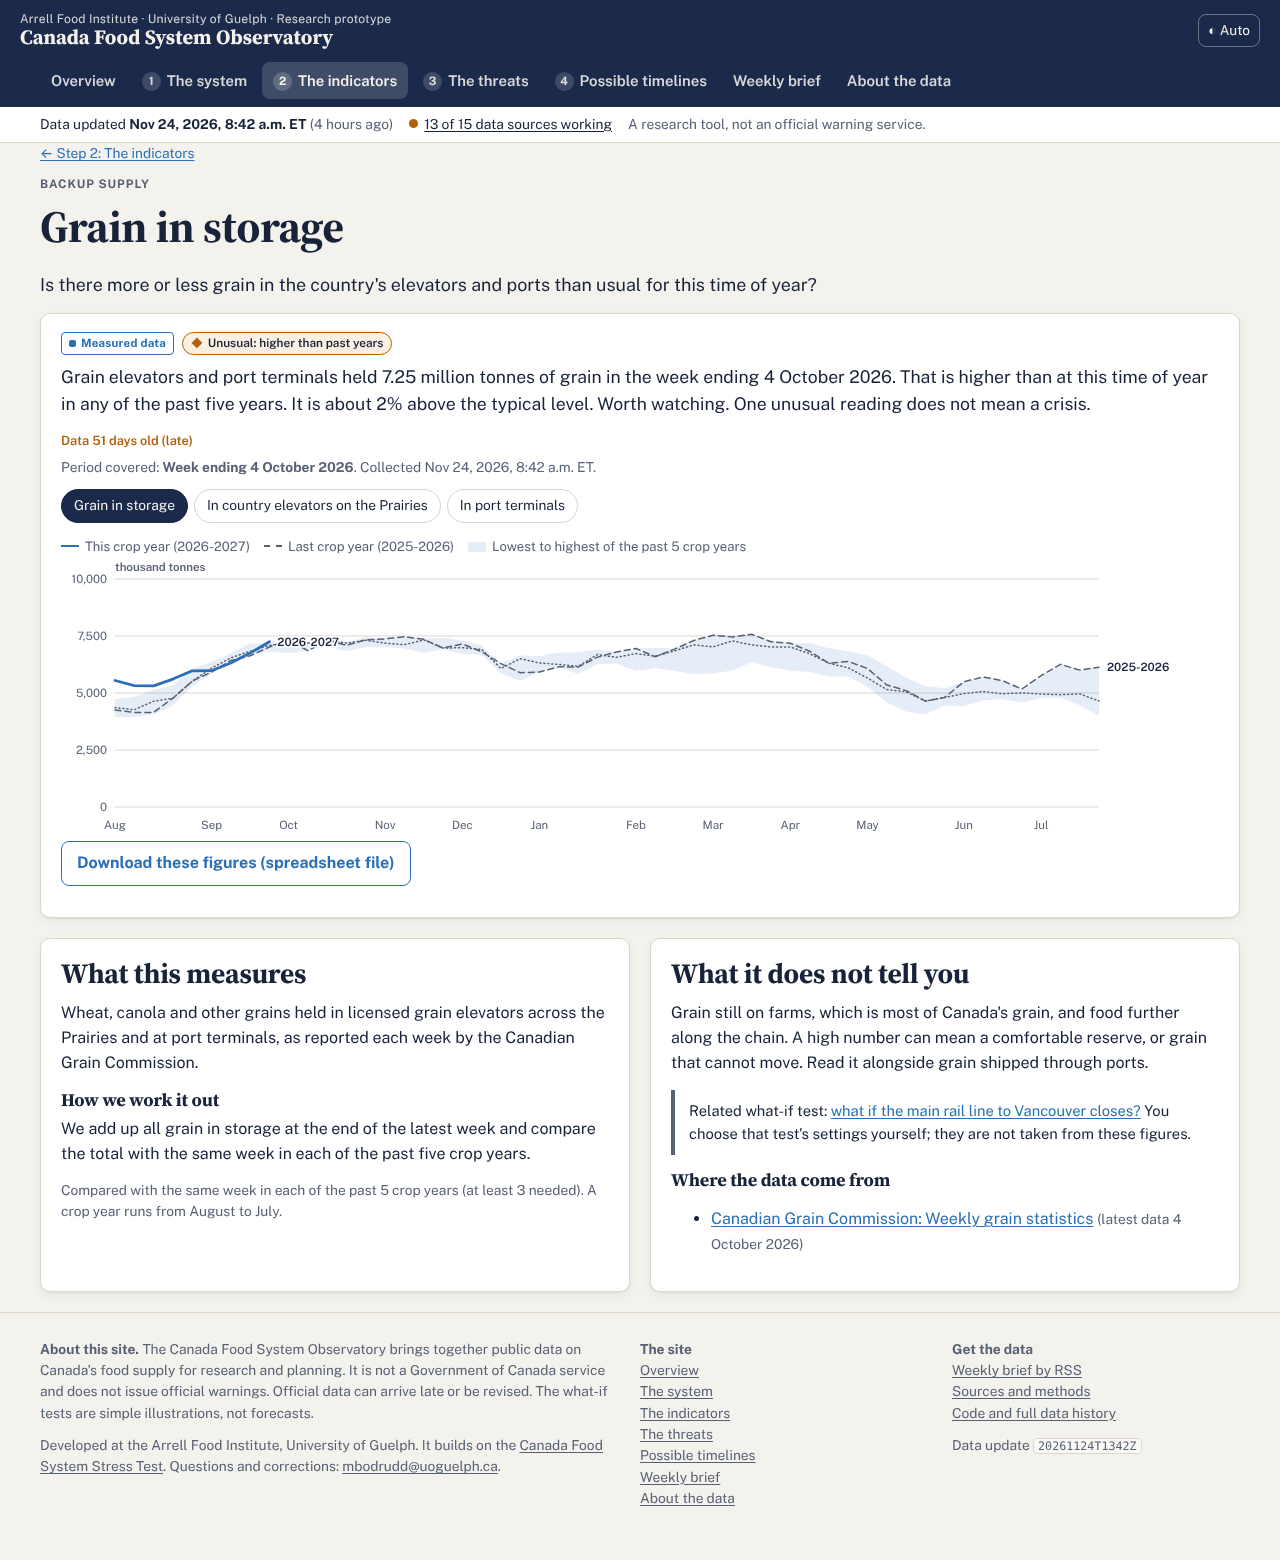 Arrell Food Institute · University of Guelph · Research prototype
Canada Food System Observatory
Auto
Overview
1 The system
2 The indicators
3 The threats
4 Possible timelines
Weekly brief
About the data
Data updated Nov 24, 2026, 8:42 a.m. ET (4 hours ago)
13 of 15 data sources working
A research tool, not an official warning service.
← Step 2: The indicators
BACKUP SUPPLY
Grain in storage
Is there more or less grain in the country's elevators and ports than usual for this time of year?
Measured data
Unusual: higher than past years
Grain elevators and port terminals held 7.25 million tonnes of grain in the week ending 4 October 2026. That is higher than at this time of year
in any of the past five years. It is about 2% above the typical level. Worth watching. One unusual reading does not mean a crisis.
Data 51 days old (late)
Period covered: Week ending 4 October 2026. Collected Nov 24, 2026, 8:42 a.m. ET.
Grain in storage
In country elevators on the Prairies
In port terminals
This crop year (2026-2027)
Last crop year (2025-2026)
Lowest to highest of the past 5 crop years
thousand tonnes
10,000
7,500
5,000
2,500
0
2026-2027
2025-2026
Aug Sep Oct Nov Dec Jan Feb Mar Apr May Jun Jul
Download these figures (spreadsheet file)
What this measures
Wheat, canola and other grains held in licensed grain elevators across the
Prairies and at port terminals, as reported each week by the Canadian
Grain Commission.
How we work it out
We add up all grain in storage at the end of the latest week and compare
the total with the same week in each of the past five crop years.
Compared with the same week in each of the past 5 crop years (at least 3 needed). A
crop year runs from August to July.
What it does not tell you
Grain still on farms, which is most of Canada's grain, and food further
along the chain. A high number can mean a comfortable reserve, or grain
that cannot move. Read it alongside grain shipped through ports.
Related what-if test: what if the main rail line to Vancouver closes? You
choose that test's settings yourself; they are not taken from these figures.
Where the data come from
• Canadian Grain Commission: Weekly grain statistics (latest data 4
October 2026)
About this site. The Canada Food System Observatory brings together public data on
Canada's food supply for research and planning. It is not a Government of Canada service
and does not issue official warnings. Official data can arrive late or be revised. The what-if
tests are simple illustrations, not forecasts.
Developed at the Arrell Food Institute, University of Guelph. It builds on the Canada Food
System Stress Test. Questions and corrections: mbodrudd@uoguelph.ca.
The site
Overview
The system
The indicators
The threats
Possible timelines
Weekly brief
About the data
Get the data
Weekly brief by RSS
Sources and methods
Code and full data history
Data update 20261124T1342Z